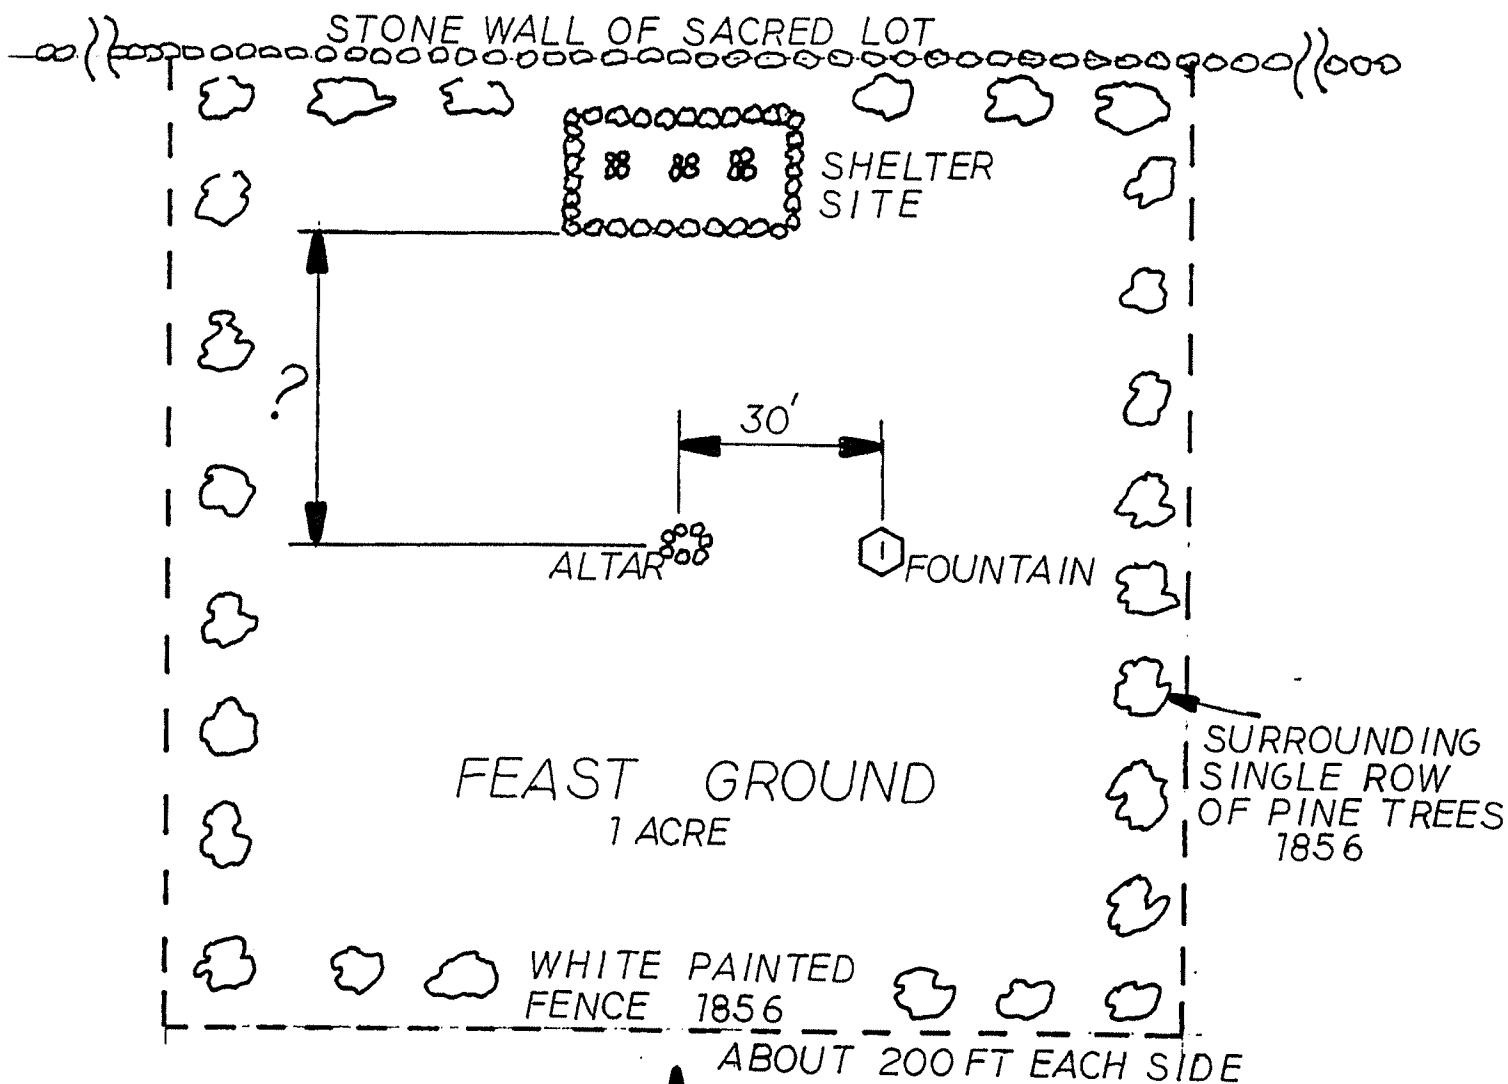 STONE WALL OF SACRED LOT
SHELTER
SITE
?
30'
ALTAR
FOUNTAIN
SURROUNDING
SINGLE ROW
OF PINE TREES
1856
FEAST GROUND
1 ACRE
WHITE PAINTED
FENCE 1856
ABOUT 200 FT EACH SIDE